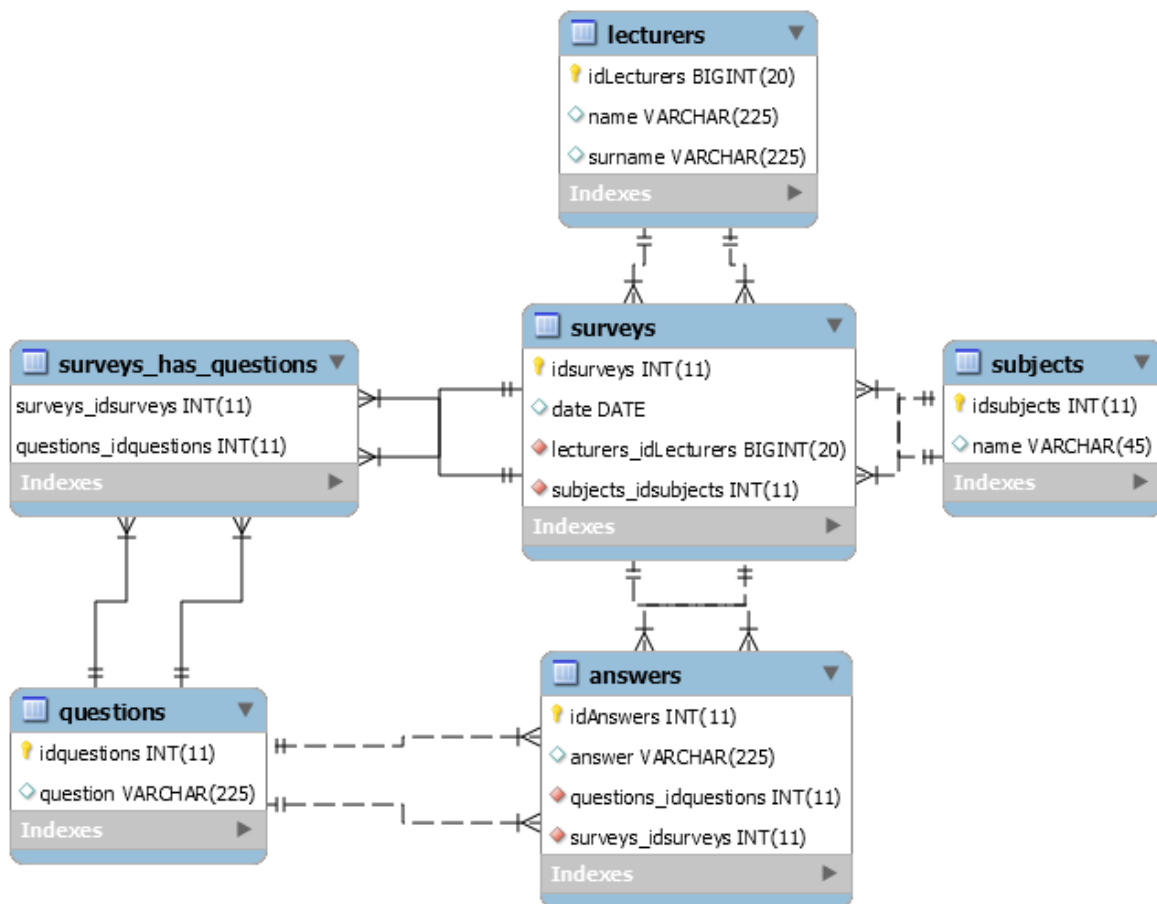 lecturers
idLecturers BIGINT(20)
name VARCHAR(225)
surname VARCHAR(225)
Indexes
surveys
idsurveys INT(11)
date DATE
lecturers_idLecturers BIGINT(20)
subjects_idsubjects INT(11)
Indexes
surveys_has_questions
surveys_idsurveys INT(11)
questions_idquestions INT(11)
Indexes
subjects
idsubjects INT(11)
name VARCHAR(45)
Indexes
questions
idquestions INT(11)
question VARCHAR(225)
Indexes
answers
idAnswers INT(11)
answer VARCHAR(225)
questions_idquestions INT(11)
surveys_idsurveys INT(11)
Indexes